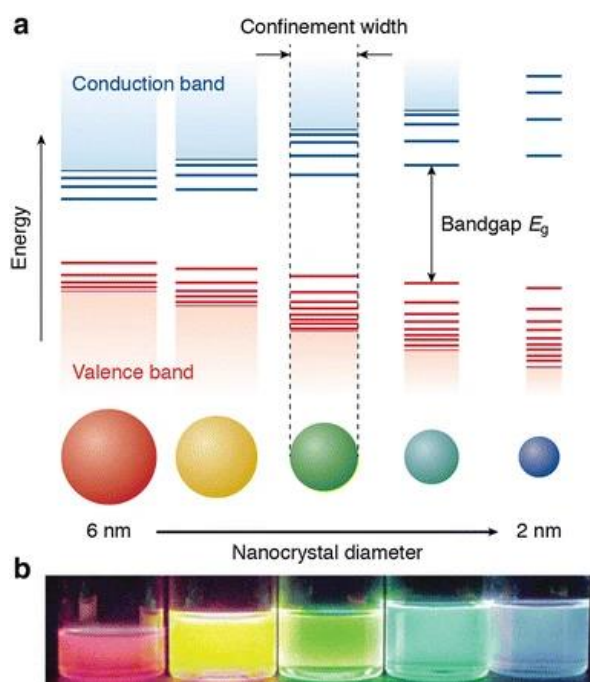 a
Confinement width
Conduction band
Energy
Bandgap Eg
Valence band
6 nm
2 nm
Nanocrystal diameter
b